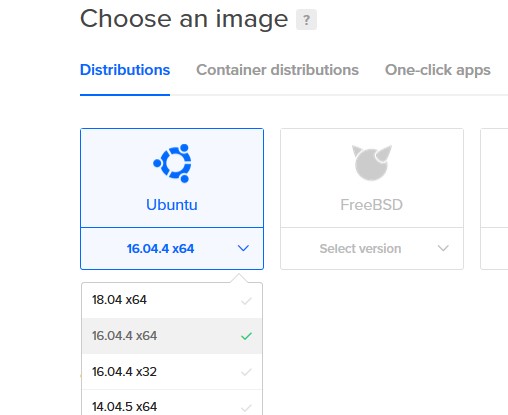 Choose an image ?
Distributions Container distributions One-click apps
Ubuntu FreeBSD
16.04.4 x64 Select version
18.04 x64
16.04.4 x64
16.04.4 x32
14.04.5 x64